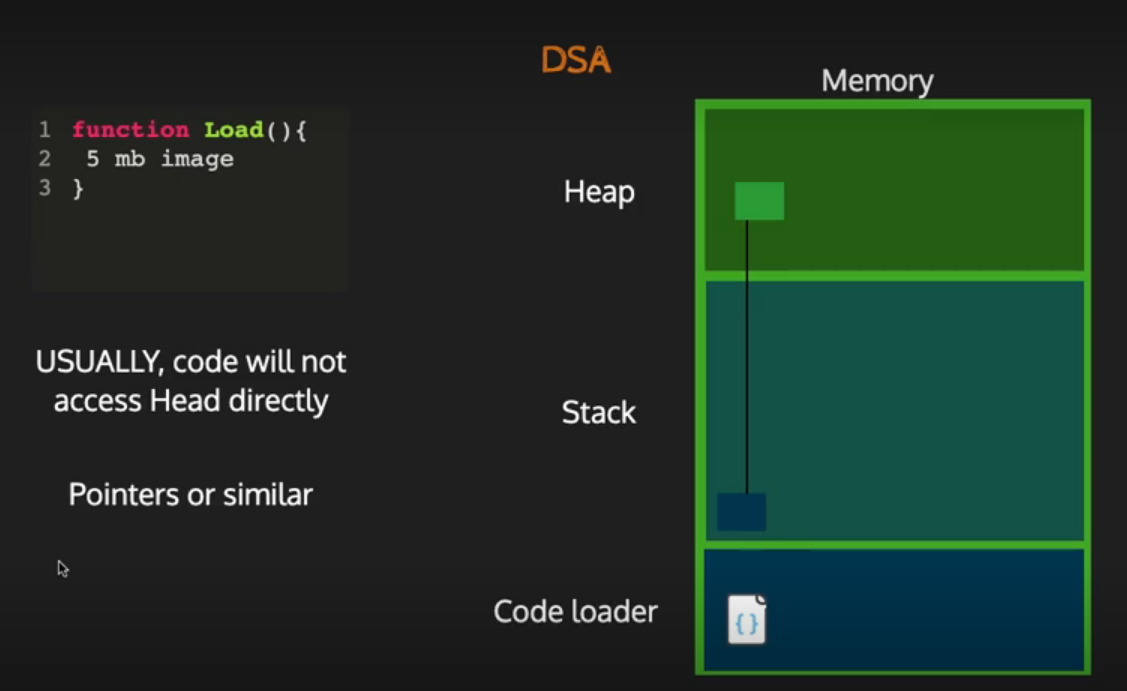 DSA
Memory
1 function Load(){
2 5 mb image
3 }
Heap
USUALLY, code will not
access Head directly
Stack
Pointers or similar
Code loader
{}